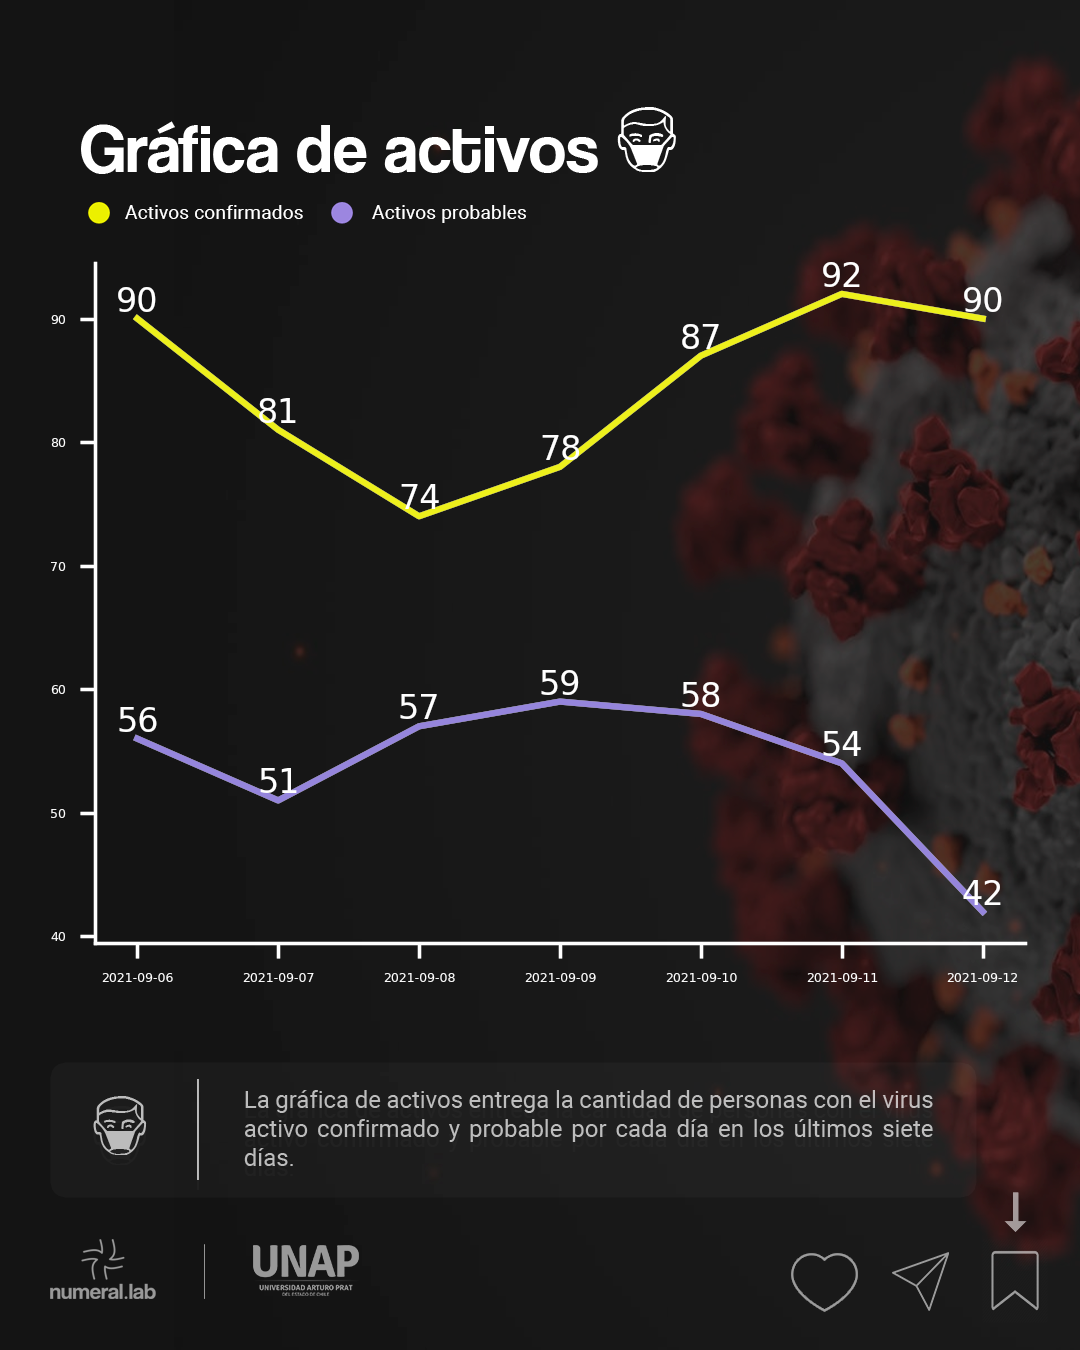 Gráfica de activos
Activos confirmados Activos probables
92
90 90
90
87
81
80
78
74
70
60
59
58
57
56
54
51
50
42
40
2021-09-06 2021-09-07 2021-09-08 2021-09-09 2021-09-10 2021-09-11 2021-09-12
La gráfica de activos entrega la cantidad de personas con el virus
activo confirmado y probable por cada día en los últimos siete
días.
numeral.lab
UNAP
UNIVERSIDAD ARTURO PRAT
DEL ESTADO DE CHILE